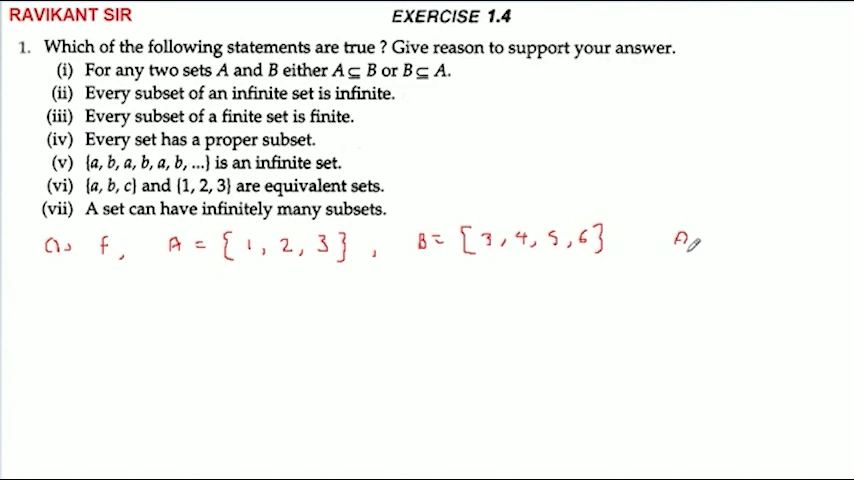 RAVIKANT SIR
EXERCISE 1.4
1. Which of the following statements are true ? Give reason to support your answer.
(i) For any two sets A and B either A ⊆ B or B ⊆ A.
(ii) Every subset of an infinite set is infinite.
(iii) Every subset of a finite set is finite.
(iv) Every set has a proper subset.
(v) {a, b, a, b, a, b, ...} is an infinite set.
(vi) {a, b, c} and {1, 2, 3} are equivalent sets.
(vii) A set can have infinitely many subsets.
(i) F, A = {1, 2, 3}, B = {3, 4, 5, 6} A